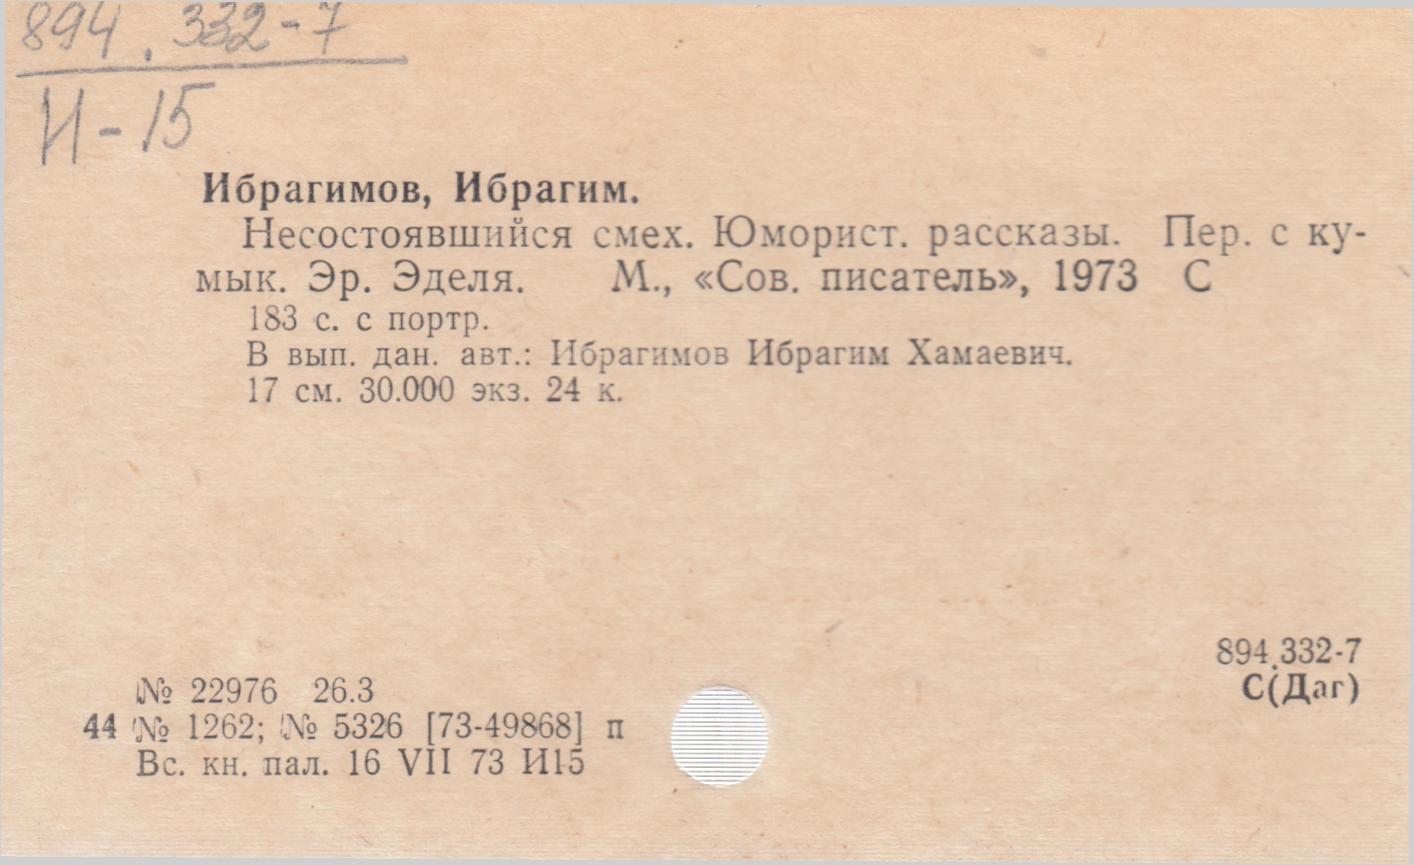 894.332-7
И-15
Ибрагимов, Ибрагим.
Несостоявшийся смех. Юморист. рассказы. Пер. с ку-
мык. Эр. Эделя. М., «Сов. писатель», 1973 С
183 с. с портр.
В вып. дан. авт.: Ибрагимов Ибрагим Хамаевич.
17 см. 30.000 экз. 24 к.
894.332-7
С(Даг)
№ 22976 26.3
44 № 1262; № 5326 [73-49868] п
Вс. кн. пал. 16 VII 73 И15